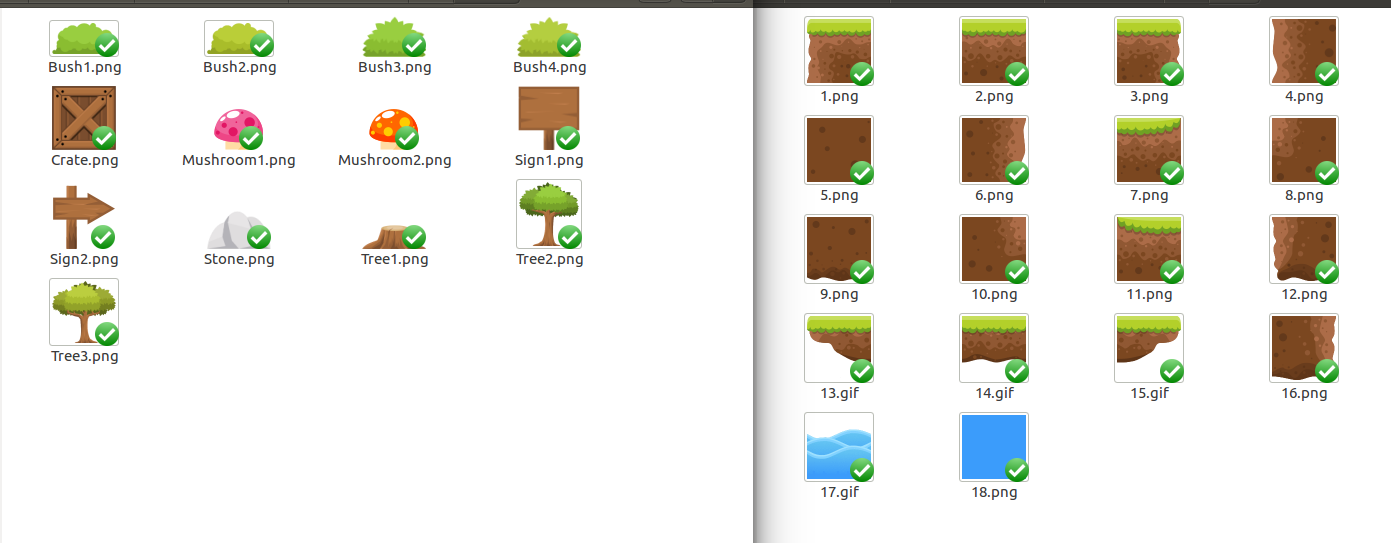 Bush1.png Bush2.png Bush3.png Bush4.png
Crate.png Mushroom1.png Mushroom2.png Sign1.png
Sign2.png Stone.png Tree1.png Tree2.png
Tree3.png
1.png 2.png 3.png 4.png
5.png 6.png 7.png 8.png
9.png 10.png 11.png 12.png
13.gif 14.gif 15.gif 16.png
17.gif 18.png